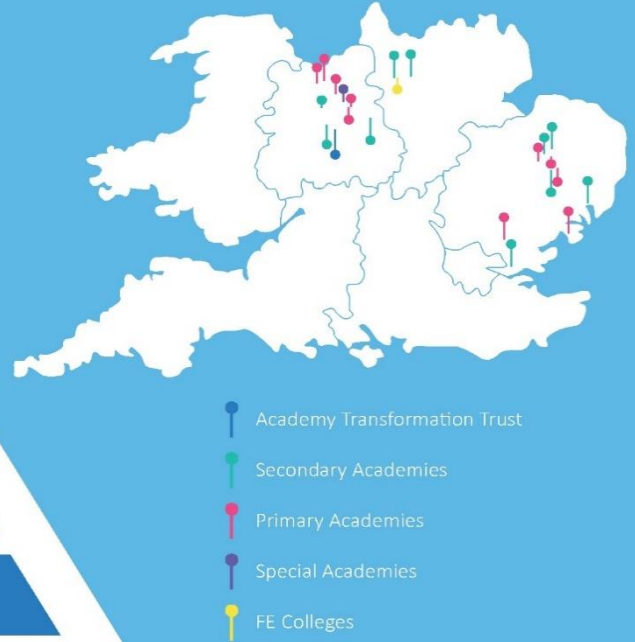 Academy Transformation Trust
Secondary Academies
Primary Academies
Special Academies
FE Colleges